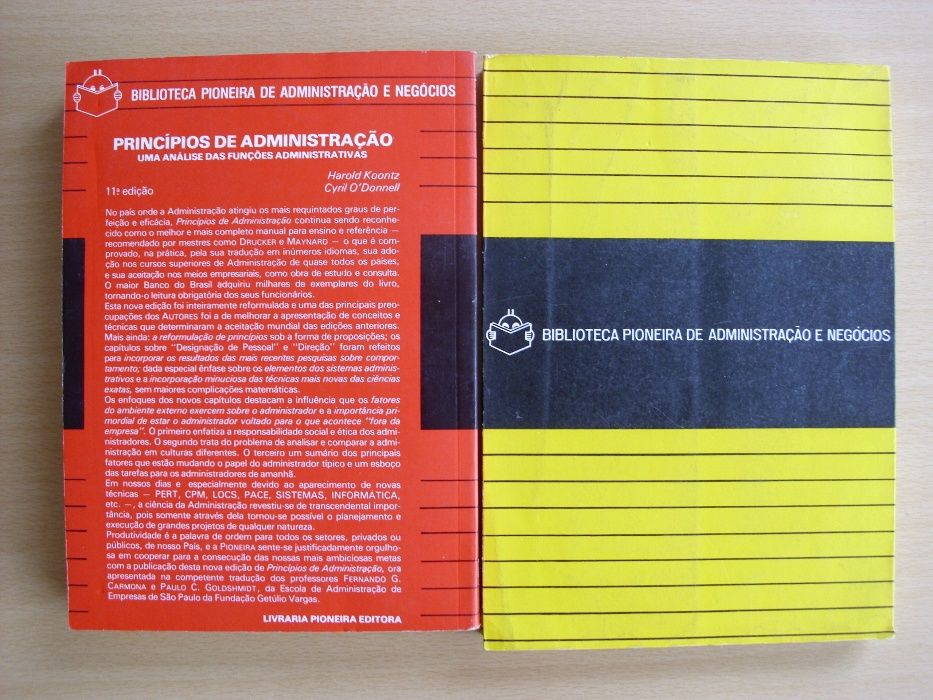 BIBLIOTECA PIONEIRA DE ADMINISTRAÇÃO E NEGÓCIOS
PRINCÍPIOS DE ADMINISTRAÇÃO
UMA ANÁLISE DAS FUNÇÕES ADMINISTRATIVAS
Harold Koontz
Cyril O'Donnell
11ª edição
No país onde a Administração atingiu os mais requintados graus de per-
feição e eficácia, Princípios de Administração continua sendo reconhe-
cido como o melhor e mais completo manual para ensino e referência —
recomendado por mestres como DRUCKER e MAYNARD — o que é com-
provado, na prática, pela sua tradução em inúmeros idiomas, sua ado-
ção nos cursos superiores de Administração de quase todos os países,
e sua aceitação nos meios empresariais, como obra de estudo e consulta.
O maior Banco do Brasil adquiriu milhares de exemplares do livro,
tornando-o leitura obrigatória dos seus funcionários.
Esta nova edição foi inteiramente reformulada e uma das principais preo-
cupações dos AUTORES foi a de melhorar a apresentação de conceitos e
técnicas que determinaram a aceitação mundial das edições anteriores.
Mais ainda: a reformulação de princípios sob a forma de proposições; os
capítulos sobre "Designação de Pessoal" e "Direção" foram refeitos
para incorporar os resultados das mais recentes pesquisas sobre compor-
tamento; dada especial ênfase sobre os elementos dos sistemas adminis-
trativos e a incorporação minuciosa das técnicas mais novas das ciências
exatas, sem maiores complicações matemáticas.
Os enfoques dos novos capítulos destacam a influência que os fatores
do ambiente externo exercem sobre o administrador e a importância pri-
mordial de estar o administrador voltado para o que acontece "fora da
empresa". O primeiro enfatiza a responsabilidade social e ética dos admi-
nistradores. O segundo trata do problema de analisar e comparar a admi-
nistração em culturas diferentes. O terceiro um sumário dos principais
fatores que estão mudando o papel do administrador típico e um esboço
das tarefas para os administradores de amanhã.
Em nossos dias e especialmente devido ao aparecimento de novas
técnicas — PERT, CPM, LOCS, PACE, SISTEMAS, INFORMÁTICA,
etc. —, a ciência da Administração revestiu-se de transcendental impor-
tância, pois somente através dela tornou-se possível o planejamento e
execução de grandes projetos de qualquer natureza.
Produtividade é a palavra de ordem para todos os setores, privados ou
públicos, de nosso País, e a PIONEIRA sente-se justificadamente orgulho-
sa em cooperar para a consecução das nossas mais ambiciosas metas
com a publicação desta nova edição de Princípios de Administração, ora
apresentada na competente tradução dos professores FERNANDO G.
CARMONA e PAULO C. GOLDSHMIDT, da Escola de Administração de
Empresas de São Paulo da Fundação Getúlio Vargas.
LIVRARIA PIONEIRA EDITORA
BIBLIOTECA PIONEIRA DE ADMINISTRAÇÃO E NEGÓCIOS